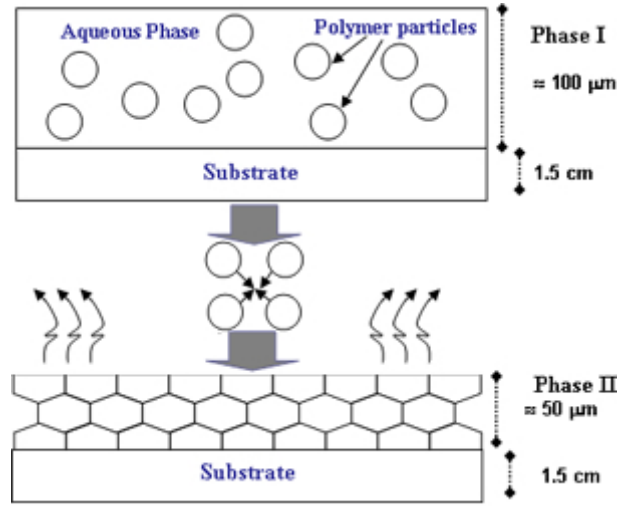 Aqueous Phase
Polymer particles
Phase I
≈ 100 μm
Substrate
1.5 cm
Phase II
≈ 50 μm
Substrate
1.5 cm